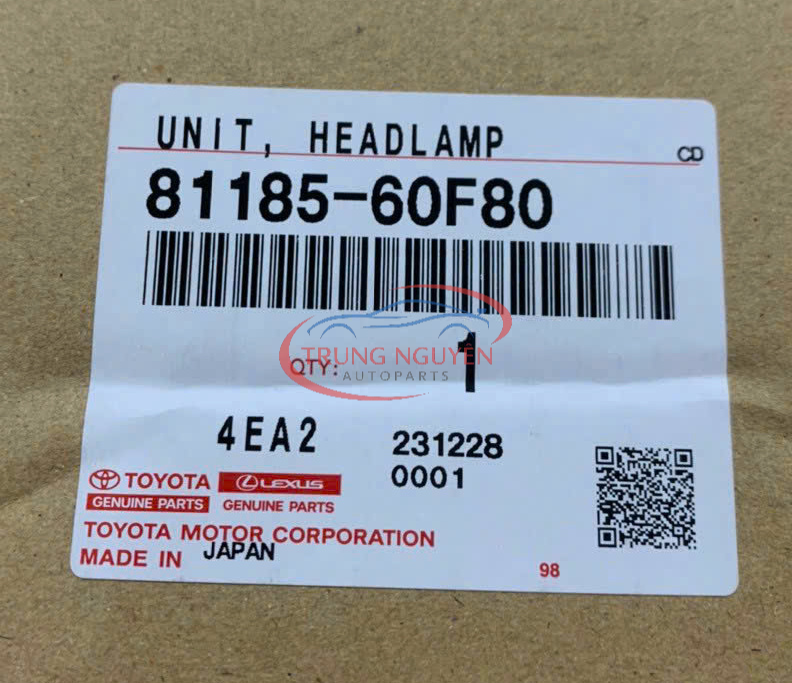 UNIT, HEADLAMP
CD
81185-60F80
TRUNG NGUYÊN
AUTOPARTS
QTY: 1
4EA2
231228
0001
TOYOTA
GENUINE PARTS
LEXUS
GENUINE PARTS
TOYOTA MOTOR CORPORATION
MADE IN JAPAN
98